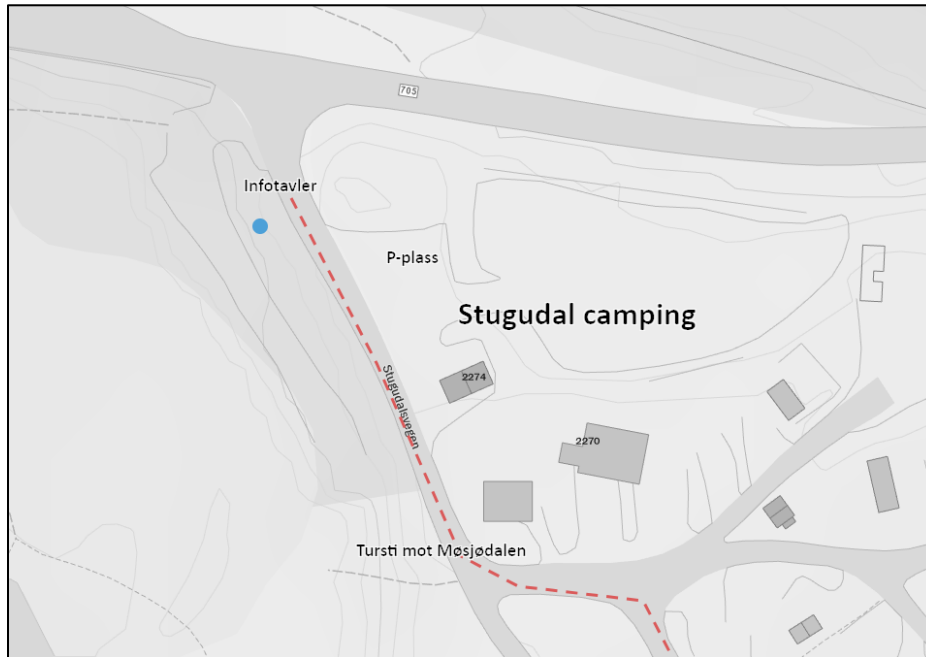 705
Infotavler
P-plass
Stugudal camping
2274
Stugudalsvegen
2270
Tursti mot Møsjødalen